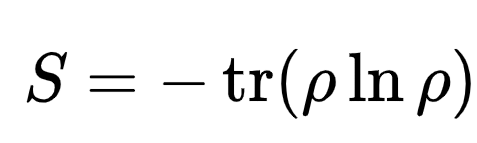 S = − tr(ρ ln ρ)